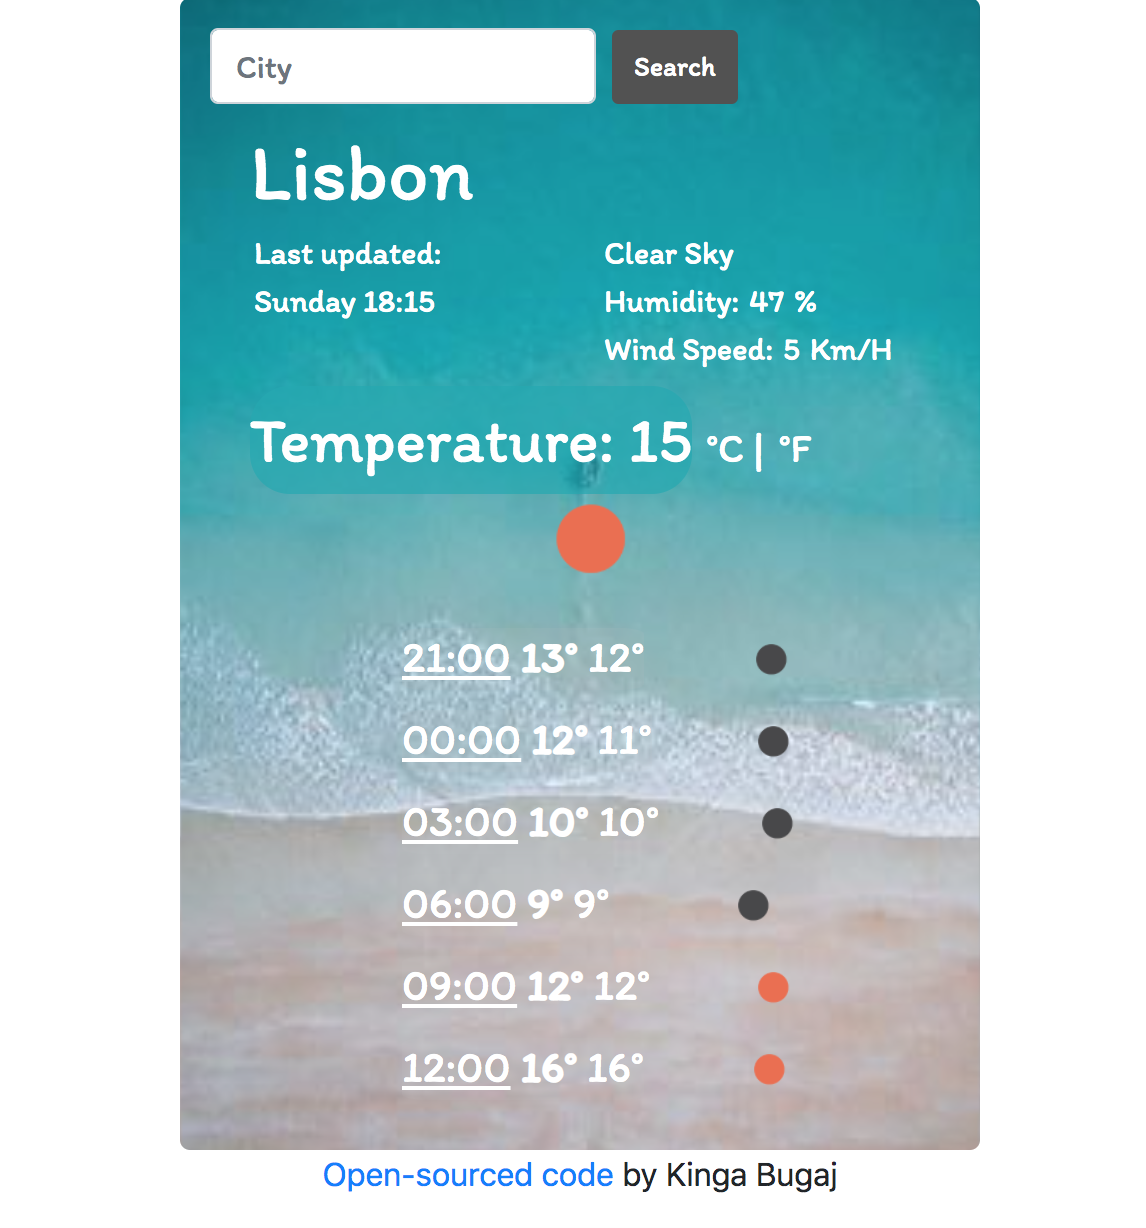 City
Search
Lisbon
Last updated:
Sunday 18:15
Clear Sky
Humidity: 47 %
Wind Speed: 5 Km/H
Temperature: 15 °C | °F
21:00 13° 12°
00:00 12° 11°
03:00 10° 10°
06:00 9° 9°
09:00 12° 12°
12:00 16° 16°
Open-sourced code by Kinga Bugaj